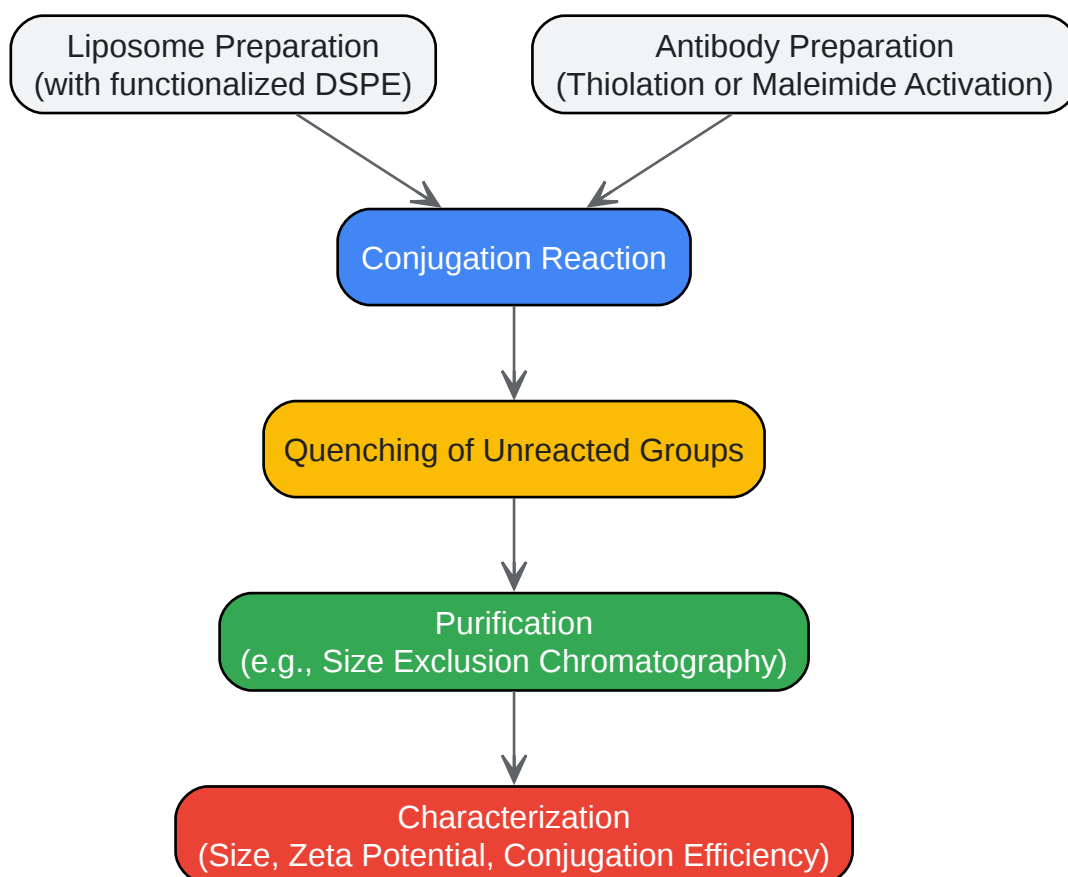 Liposome Preparation
(with functionalized DSPE)
Antibody Preparation
(Thiolation or Maleimide Activation)
Conjugation Reaction
Quenching of Unreacted Groups
Purification
(e.g., Size Exclusion Chromatography)
Characterization
(Size, Zeta Potential, Conjugation Efficiency)